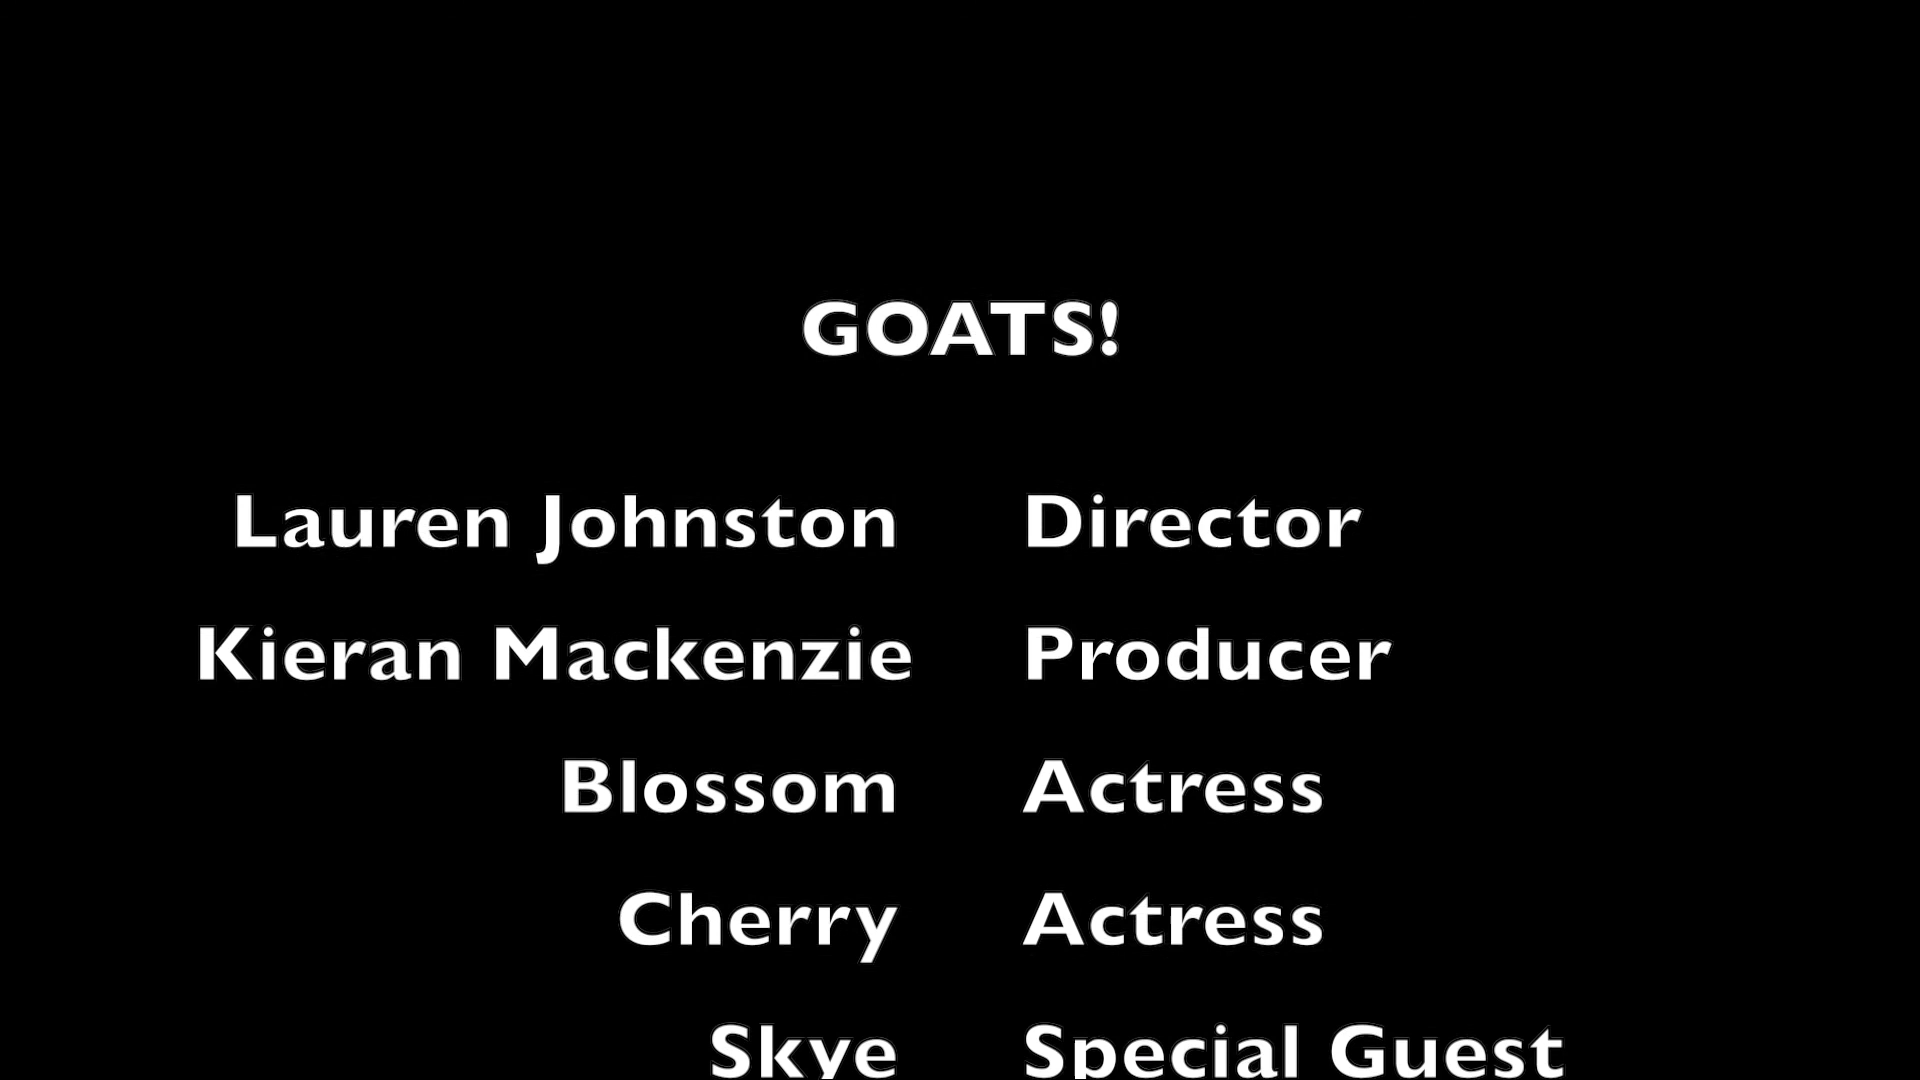 GOATS!
Lauren Johnston Director
Kieran Mackenzie Producer
Blossom Actress
Cherry Actress
Skye Special Guest